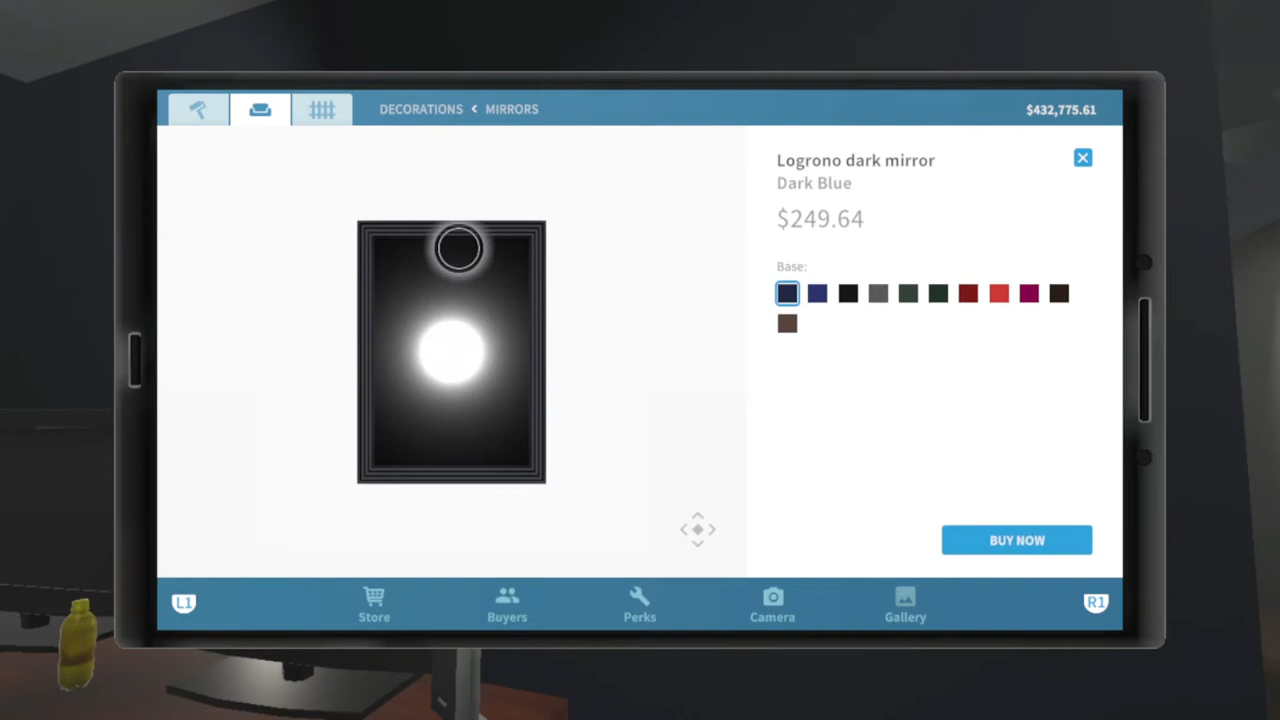 DECORATIONS < MIRRORS
$432,775.61
Logrono dark mirror
Dark Blue
$249.64
Base:
BUY NOW
L1
Store
Buyers
Perks
Camera
Gallery
R1